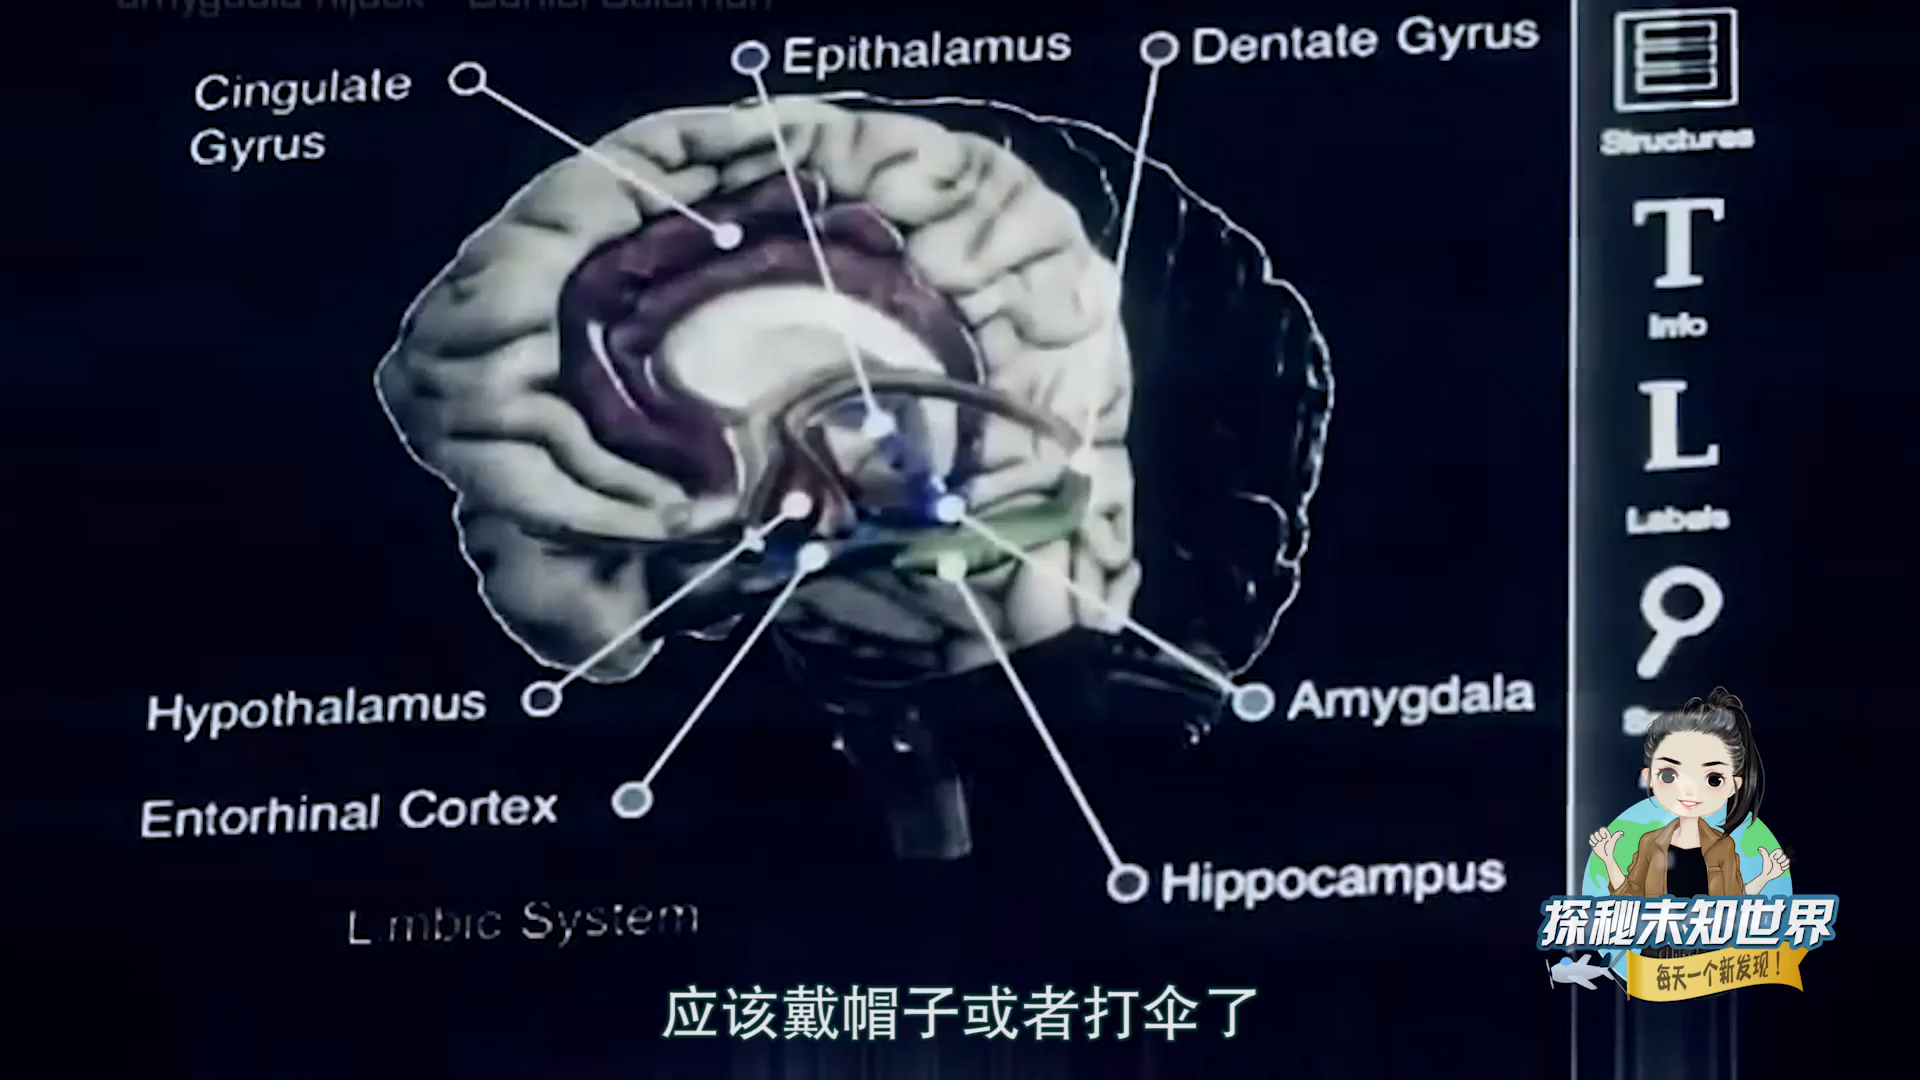 Epithalamus
Dentate Gyrus
Cingulate
Gyrus
Structures
T
Info
L
Labels
Hypothalamus
Amygdala
Entorhinal Cortex
Hippocampus
L.mbic System
探秘未知世界
每天一个新发现！
应该戴帽子或者打伞了